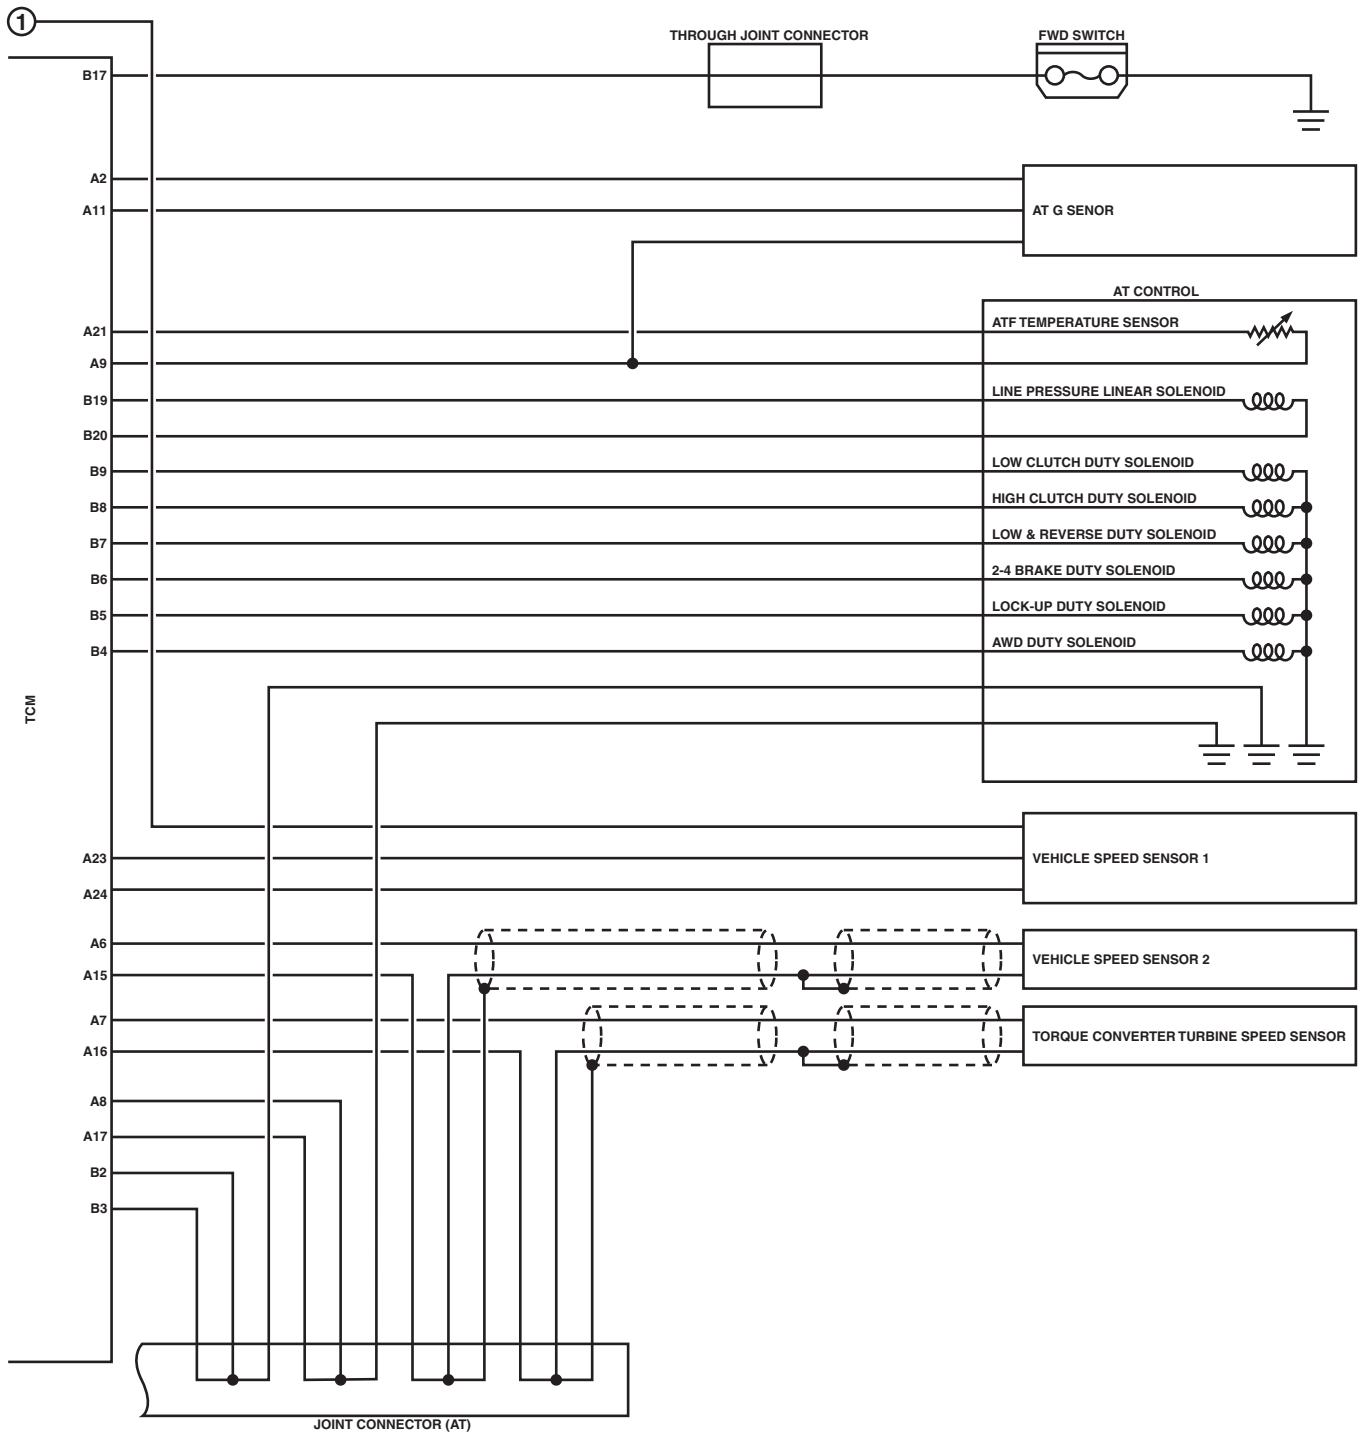 1
THROUGH JOINT CONNECTOR
FWD SWITCH
B17
A2
A11
AT G SENOR
AT CONTROL
A21
ATF TEMPERATURE SENSOR
A9
B19
LINE PRESSURE LINEAR SOLENOID
B20
B9
LOW CLUTCH DUTY SOLENOID
B8
HIGH CLUTCH DUTY SOLENOID
B7
LOW & REVERSE DUTY SOLENOID
B6
2-4 BRAKE DUTY SOLENOID
B5
LOCK-UP DUTY SOLENOID
B4
AWD DUTY SOLENOID
TCM
A23
VEHICLE SPEED SENSOR 1
A24
A6
A15
VEHICLE SPEED SENSOR 2
A7
A16
TORQUE CONVERTER TURBINE SPEED SENSOR
A8
A17
B2
B3
JOINT CONNECTOR (AT)